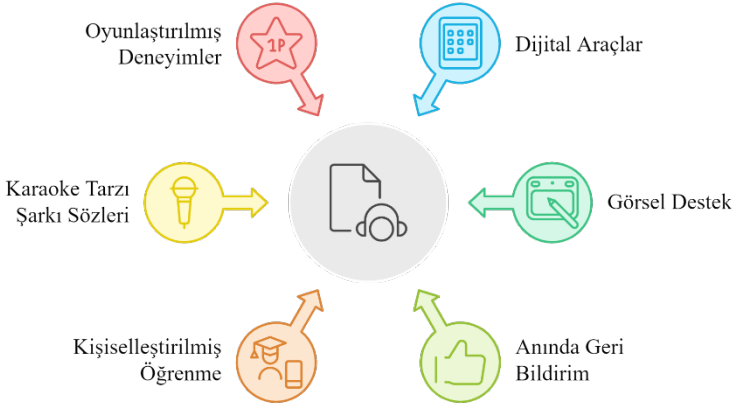 Oyunlaştırılmış
Deneyimler
1P
Dijital Araçlar
Karaoke Tarzı
Şarkı Sözleri
Görsel Destek
Kişiselleştirilmiş
Öğrenme
Anında Geri
Bildirim